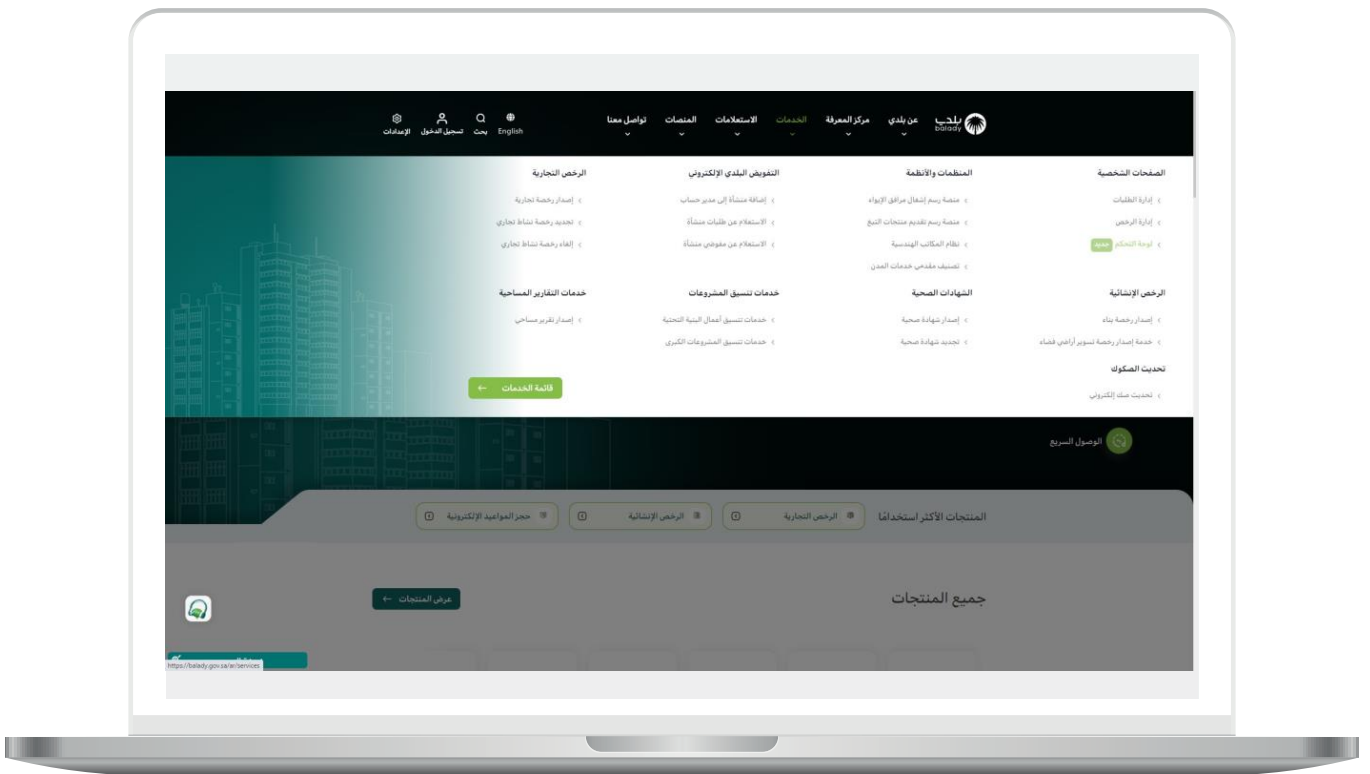 بلدي
balady
عن بلدي
مركز المعرفة
الخدمات
الاستعلامات
المنصات
تواصل معنا
English
بحث
تسجيل الدخول
الإعدادات
الصفحات الشخصية
إدارة الطلبات
إدارة الرخص
لوحة التحكم جديد
المنظمات والأنظمة
منصة رسم إشغال مرافق الإيواء
منصة رسم تقديم منتجات التبغ
نظام المكاتب الهندسية
تصنيف مقدمي خدمات المدن
التفويض البلدي الإلكتروني
إضافة منشأة إلى مدير حساب
الاستعلام عن طلبات منشأة
الاستعلام عن مفوضي منشأة
الرخص التجارية
إصدار رخصة تجارية
تجديد رخصة نشاط تجاري
إلغاء رخصة نشاط تجاري
الرخص الإنشائية
إصدار رخصة بناء
خدمة إصدار رخصة تسوير أراضي فضاء
الشهادات الصحية
إصدار شهادة صحية
تجديد شهادة صحية
خدمات تنسيق المشروعات
خدمات تنسيق أعمال البنية التحتية
خدمات تنسيق المشروعات الكبرى
خدمات التقارير المساحية
إصدار تقرير مساحي
تحديث الصكوك
تحديث صك إلكتروني
قائمة الخدمات
الوصول السريع
المنتجات الأكثر استخدامًا
الرخص التجارية
الرخص الإنشائية
حجز المواعيد الإلكترونية
جميع المنتجات
عرض المنتجات
https://balady.gov.sa/ar/services